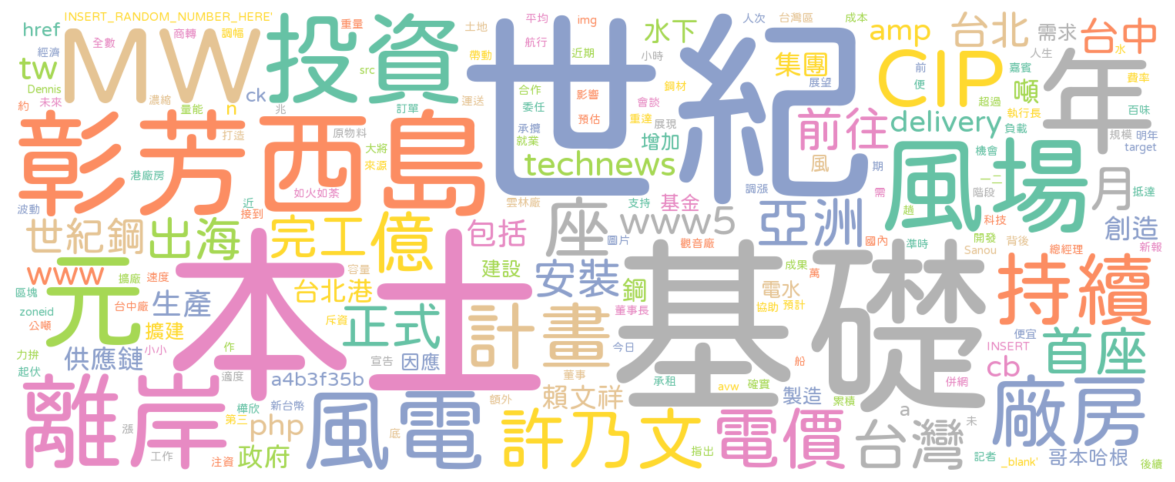 href
經濟
全數
INSERT_RANDOM_NUMBER_HERE'
商轉
調幅
重量
src
土地
帶動
平均
航行
img
近期
水下
小時
人次
台灣區
展望
成本
amp
前
便
台北
人生
嘉賓
需求
水
台中
毫率
tw
Dennis
未來
約
MW
濃縮
量能
n
ck
兆
投資
訂單
運送
世紀
合作
委任
影響
承攬
就業
預估
會談
重達
展現
鋼材
集團
CIP
超過
執行長
噸
負載
年
規模
明年
百味
target
彰芳
西島
打造
原物料
大將
來源
港廠房
如火如荼
近
接到
波動
technews
增加
前往
風
delivery
機會
期
一二
階段
需
趟
風場
科技
月
抵達
創造
世紀鋼
出海
完工
億
包括
雲林廠
座
支持
基金
www5
調漲
圖片
觀音廠
亞洲
國內
準時
開發
Sanou
背後
總經理
新報
www
區塊
zoneid
公噸
擴廠
速度
台中廠
元
本土
生產
擴建
小小
台北港
容量
斥資
正式
建設
計畫
安裝
鋼
董事長
基礎
成果
萬
電水
協助
預計
持續
首座
便宜
力拼
起伏
供應鏈
作
適度
a4b3f35b
宣告
因應
董事
今日
賴文祥
承租
avw
船
確實
製造
累積
併網
INSERT
cb
離岸
漲
工作
樺欣
第三
注資
新台幣
php
政府
風電
額外
底
許乃文
指出
電價
a
台灣
未
記者
_blank'
廠房
哥本哈根
後續